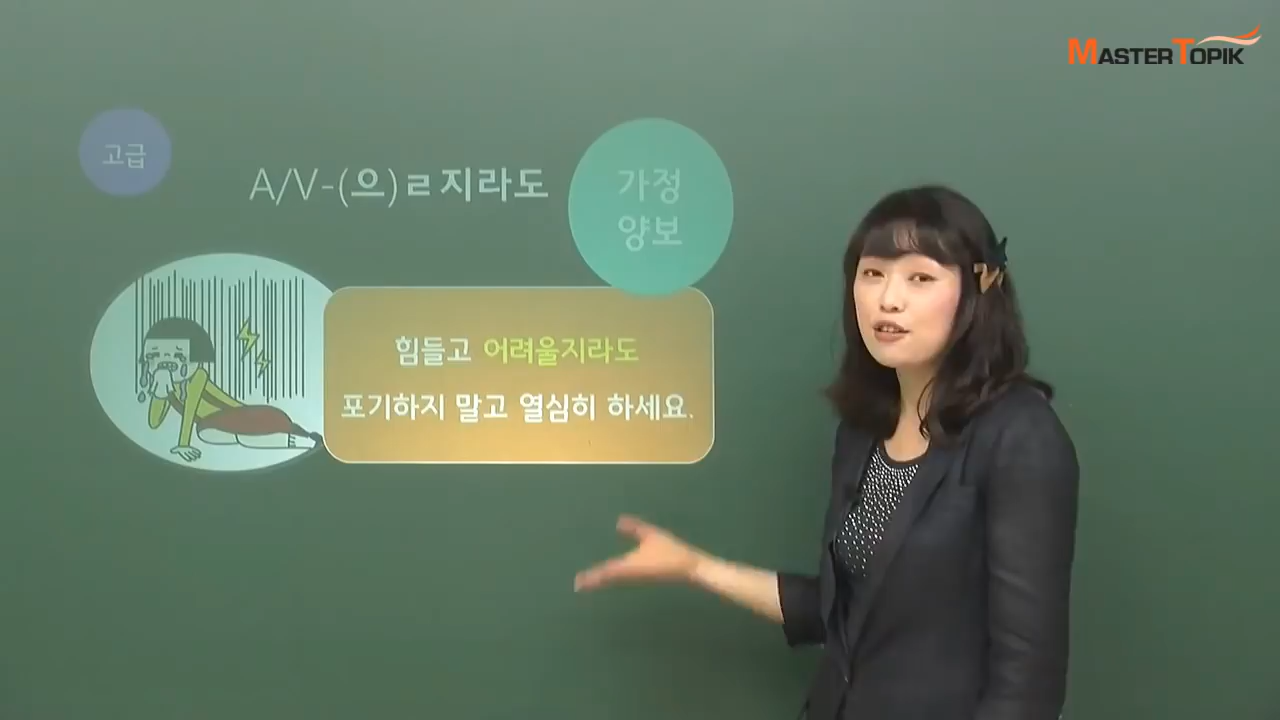 MASTER TOPIK
고급
A/V-(으)ㄹ지라도
가정
양보
힘들고 어려울지라도
포기하지 말고 열심히 하세요.